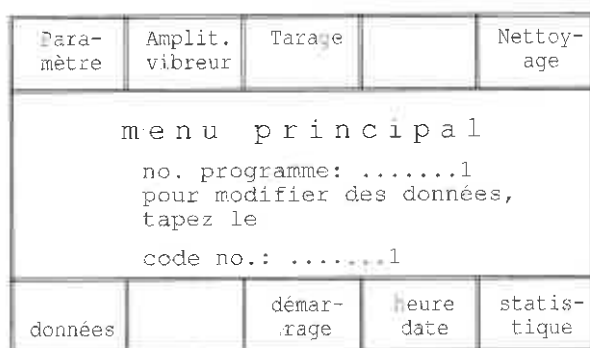 Para- Amplit. Tarage Nettoy-
mètre vibreur age
menu principal
no. programme: .......1
pour modifier des données,
tapez le
code no.: .......1
démar- heure statis-
données rage date tique